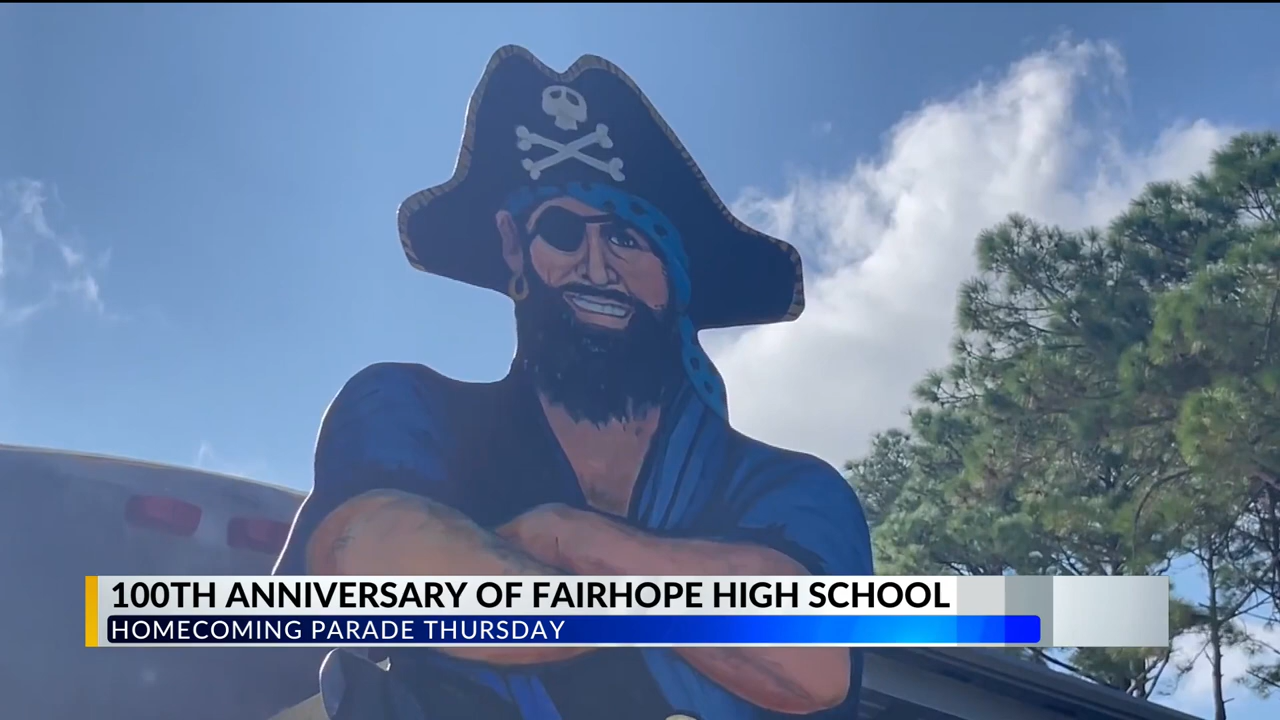 100TH ANNIVERSARY OF FAIRHOPE HIGH SCHOOL
HOMECOMING PARADE THURSDAY